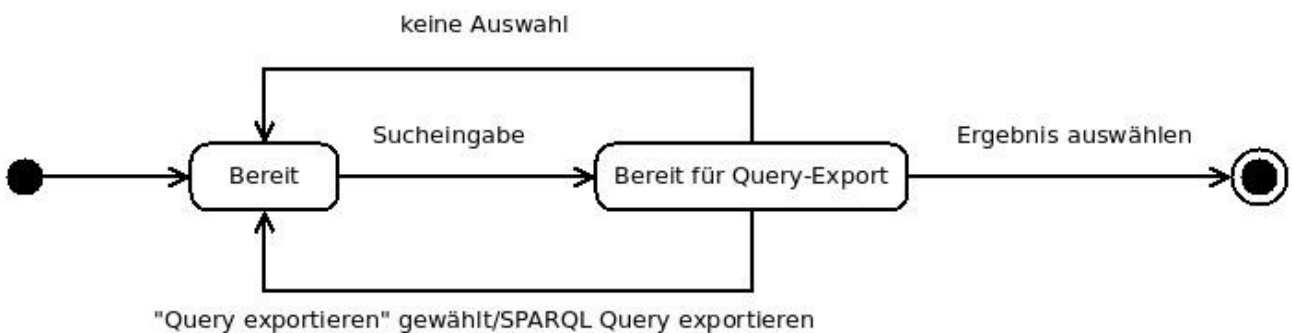 keine Auswahl
Sucheingabe
Ergebnis auswählen
Bereit
Bereit für Query-Export
"Query exportieren" gewählt/SPARQL Query exportieren